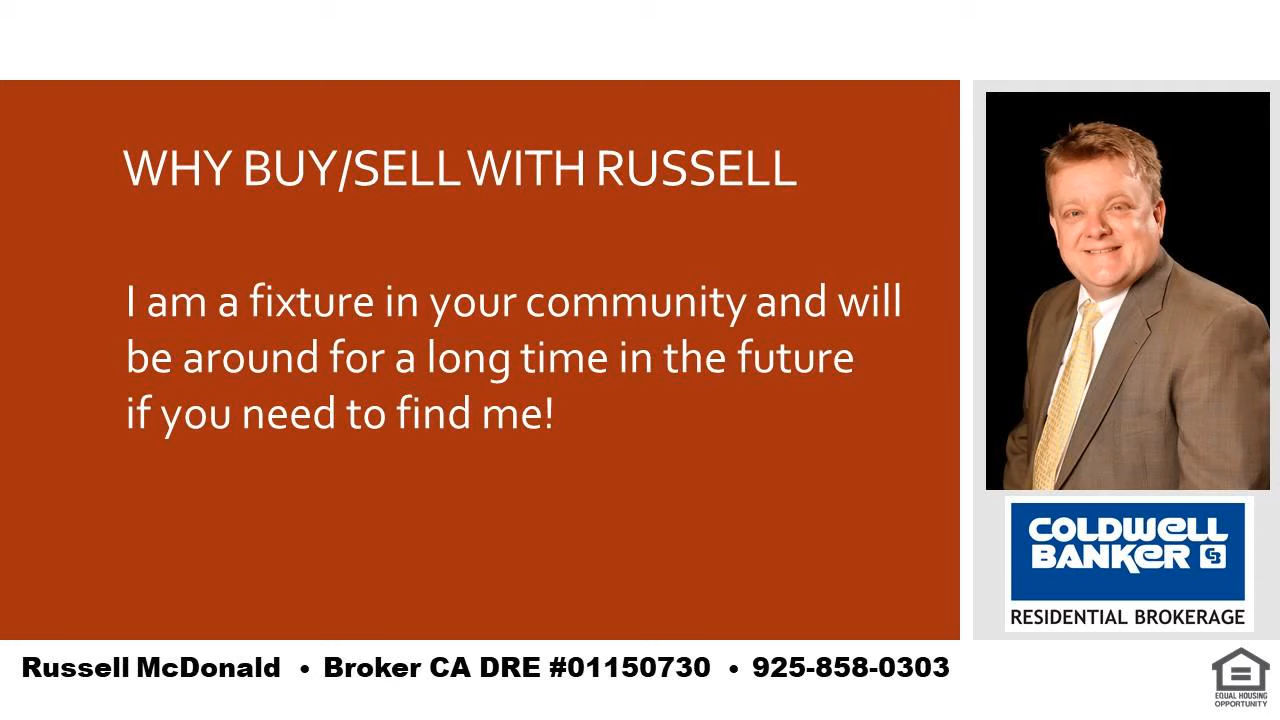 WHY BUY/SELL WITH RUSSELL
I am a fixture in your community and will
be around for a long time in the future
if you need to find me!
COLDWELL
BANKER CB
RESIDENTIAL BROKERAGE
Russell McDonald • Broker CA DRE #01150730 • 925-858-0303
EQUAL HOUSING
OPPORTUNITY